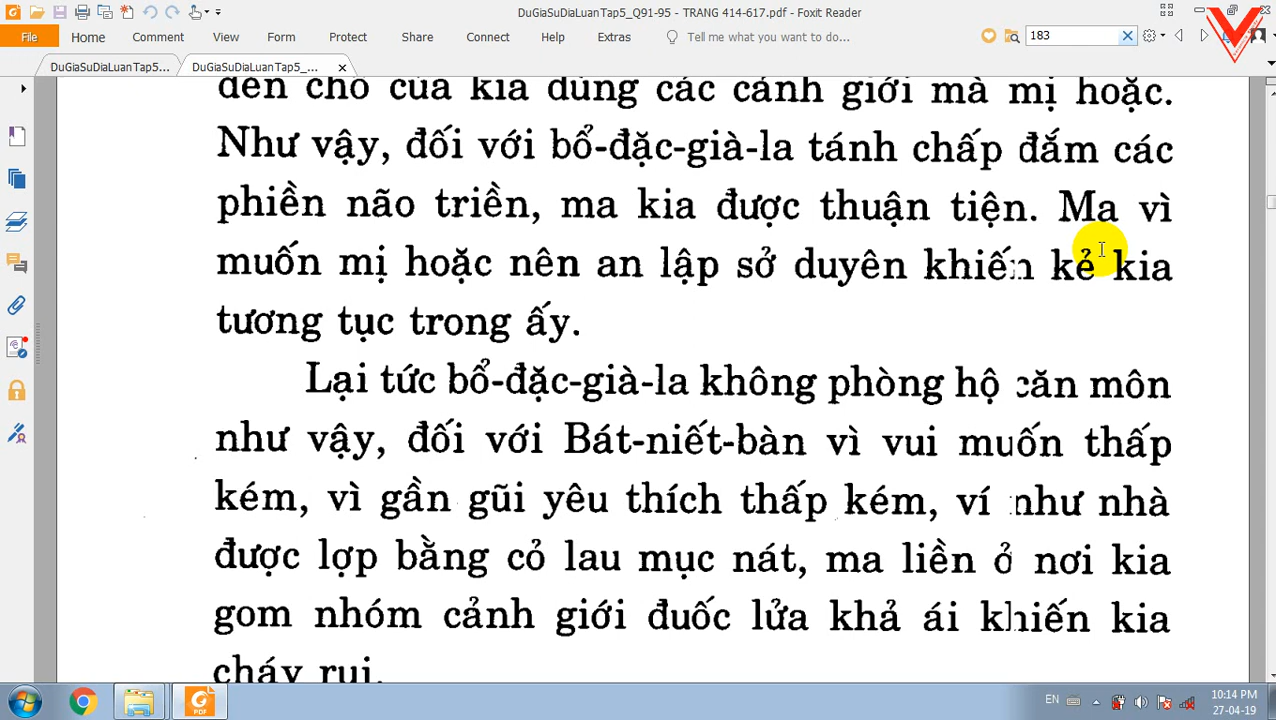 DuGiaSuDiaLuanTap5_Q91-95 - TRANG 414-617.pdf - Foxit Reader
File Home Comment View Form Protect Share Connect Help Extras Tell me what you want to do... 183
DuGiaSuDiaLuanTap5... DuGiaSuDiaLuanTap5_...
đến chỗ của kia dùng các cảnh giới mà mị hoặc.
Như vậy, đối với bổ-đặc-già-la tánh chấp đắm các
phiền não triền, ma kia được thuận tiện. Ma vì
muốn mị hoặc nên an lập sở duyên khiến kẻ kia
tương tục trong ấy.
Lại tức bổ-đặc-già-la không phòng hộ căn môn
như vậy, đối với Bát-niết-bàn vì vui muốn thấp
kém, vì gần gũi yêu thích thấp kém, ví như nhà
được lợp bằng cỏ lau mục nát, ma liền ở nơi kia
gom nhóm cảnh giới đuốc lửa khả ái khiến kia
cháy rụi.
EN
10:14 PM
27-04-19